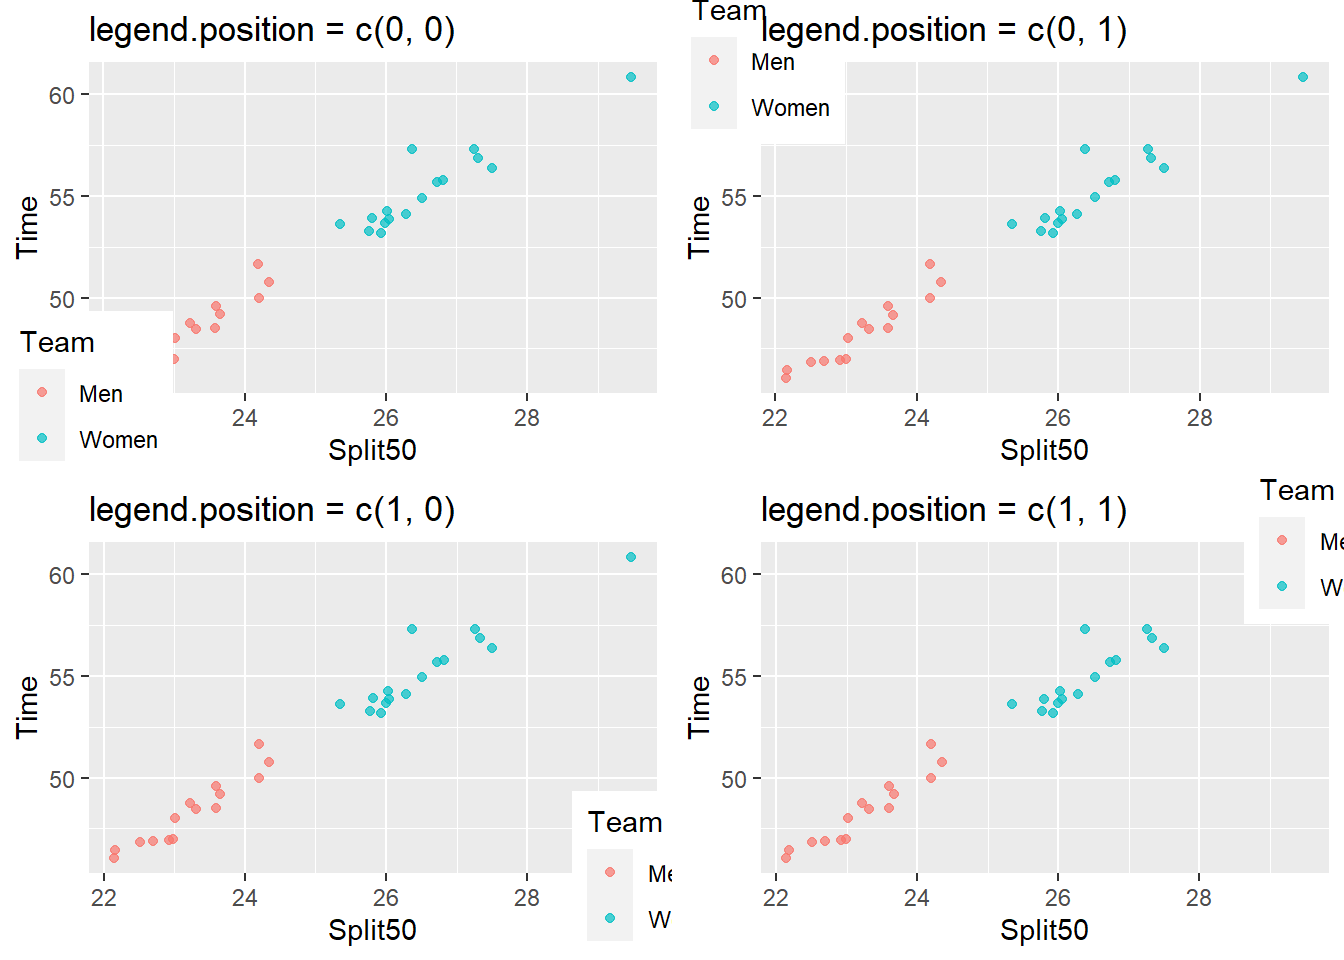 legend.position = c(0, 0)
60
55
50
Time
Team
Men
Women
24
26
28
Split50
Team
legend.position = c(0, 1)
Men
Women
60
55
50
Time
22
24
26
28
Split50
legend.position = c(1, 0)
60
55
50
Time
Team
Me
W
22
24
26
28
Split50
legend.position = c(1, 1)
Team
Me
W
60
55
50
Time
22
24
26
28
Split50